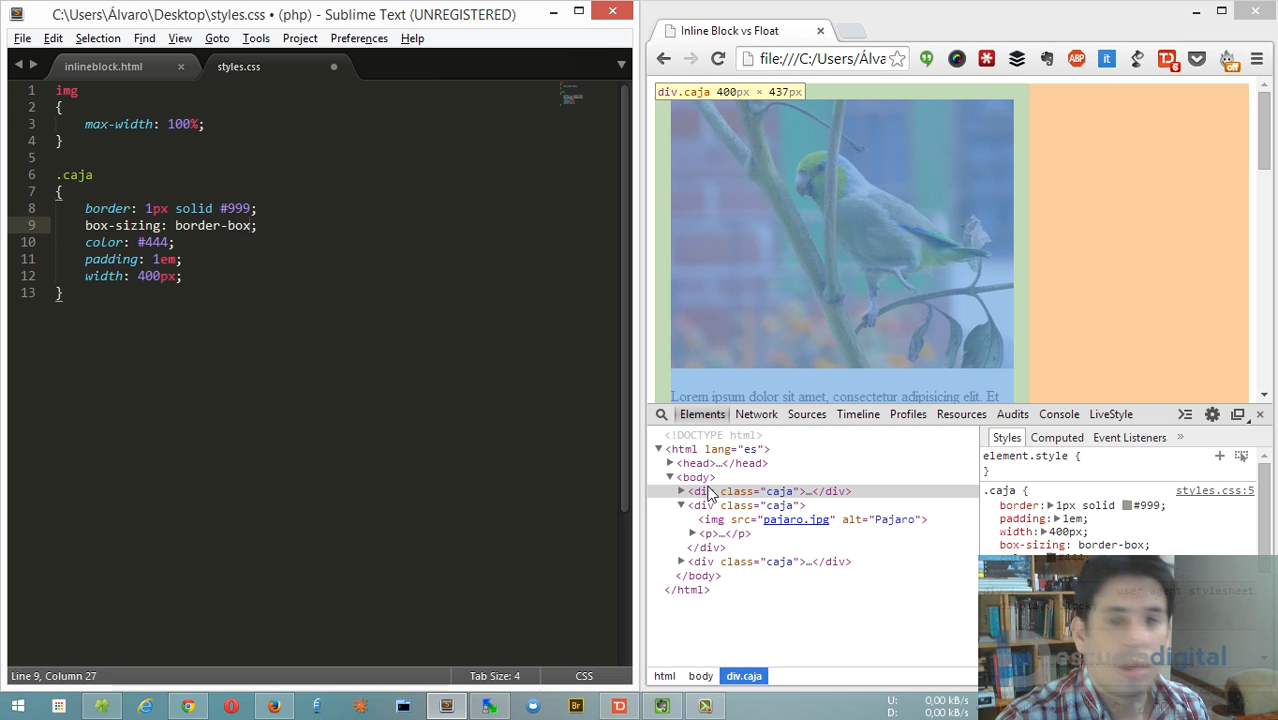 C:\Users\Álvaro\Desktop\styles.css • (php) - Sublime Text (UNREGISTERED)
File Edit Selection Find View Goto Tools Project Preferences Help
inlineblock.html styles.css
1 img
2 {
3 max-width: 100%;
4 }
5
6 .caja
7 {
8 border: 1px solid #999;
9 box-sizing: border-box;
10 color: #444;
11 padding: 1em;
12 width: 400px;
13 }
Line 9, Column 27 Tab Size: 4 CSS
Inline Block vs Float
file:///C:/Users/Álva
div.caja 400px × 437px
Lorem ipsum dolor sit amet, consectetur adipisicing elit. Et
Elements Network Sources Timeline Profiles Resources Audits Console LiveStyle
<!DOCTYPE html>
<html lang="es">
<head>…</head>
<body>
<div class="caja">…</div>
<div class="caja">
<img src="pajaro.jpg" alt="Pajaro">
<p>…</p>
</div>
<div class="caja">…</div>
</body>
</html>
html body div.caja
Styles Computed Event Listeners »
element.style {
}
.caja { styles.css:5
border: 1px solid #999;
padding: 1em;
width: 400px;
box-sizing: border-box;
user agent stylesheet
escueladigital
U: 0,00 kB/s
D: 0,00 kB/s